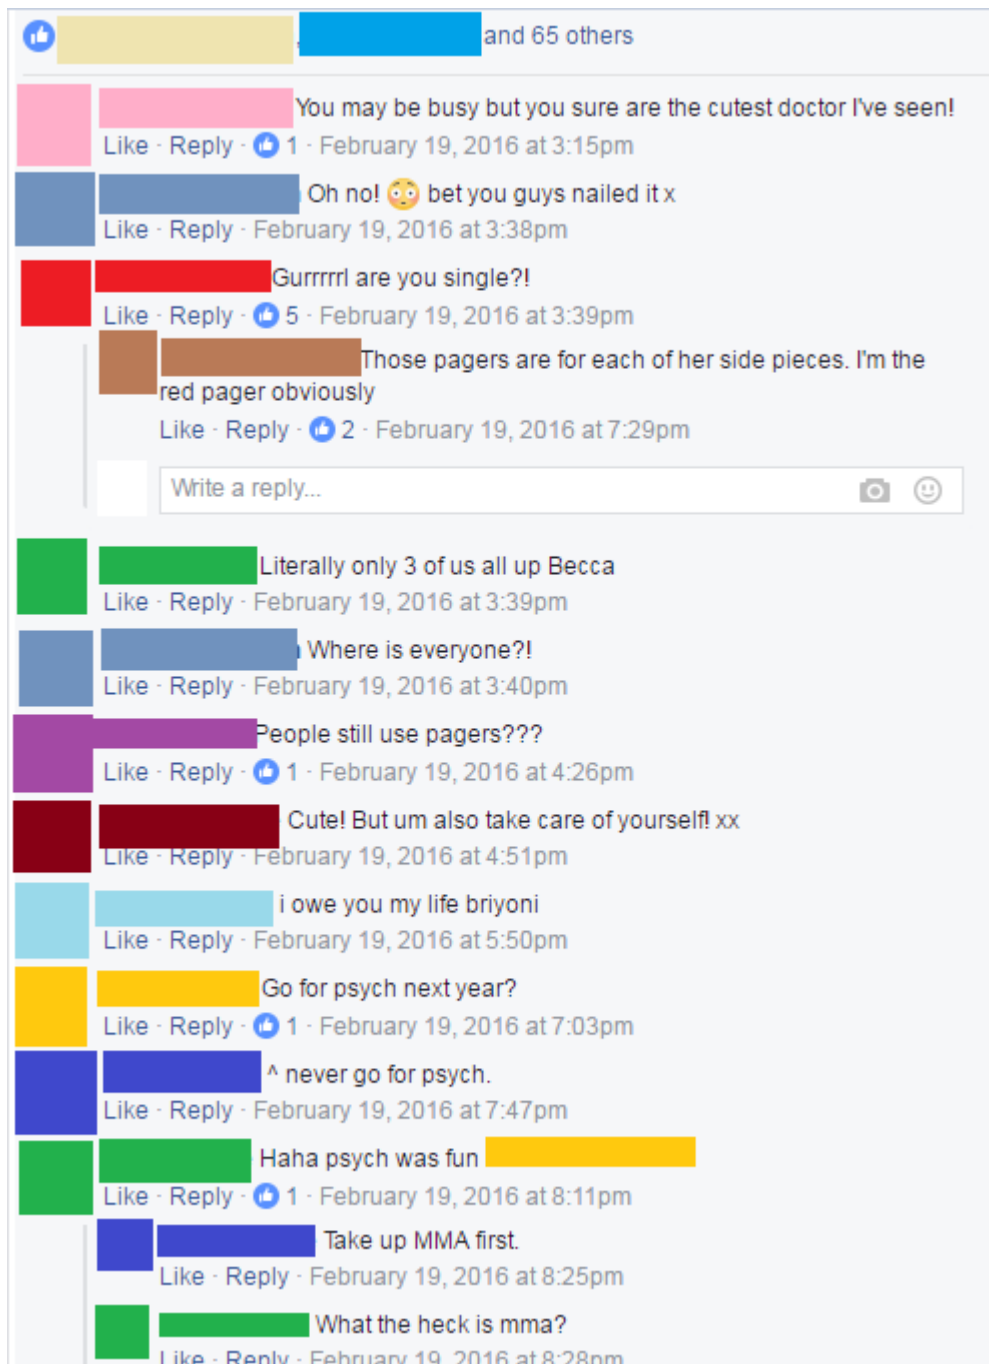 and 65 others
You may be busy but you sure are the cutest doctor I've seen!
Like · Reply · 1 · February 19, 2016 at 3:15pm
Oh no! 😳 bet you guys nailed it x
Like · Reply · February 19, 2016 at 3:38pm
Gurrrrrl are you single?!
Like · Reply · 5 · February 19, 2016 at 3:39pm
Those pagers are for each of her side pieces. I'm the
red pager obviously
Like · Reply · 2 · February 19, 2016 at 7:29pm
Write a reply...
Literally only 3 of us all up Becca
Like · Reply · February 19, 2016 at 3:39pm
Where is everyone?!
Like · Reply · February 19, 2016 at 3:40pm
People still use pagers???
Like · Reply · 1 · February 19, 2016 at 4:26pm
Cute! But um also take care of yourself! xx
Like · Reply · February 19, 2016 at 4:51pm
i owe you my life briyoni
Like · Reply · February 19, 2016 at 5:50pm
Go for psych next year?
Like · Reply · 1 · February 19, 2016 at 7:03pm
^ never go for psych.
Like · Reply · February 19, 2016 at 7:47pm
Haha psych was fun
Like · Reply · 1 · February 19, 2016 at 8:11pm
Take up MMA first.
Like · Reply · February 19, 2016 at 8:25pm
What the heck is mma?
Like · Reply · February 19, 2016 at 8:28pm